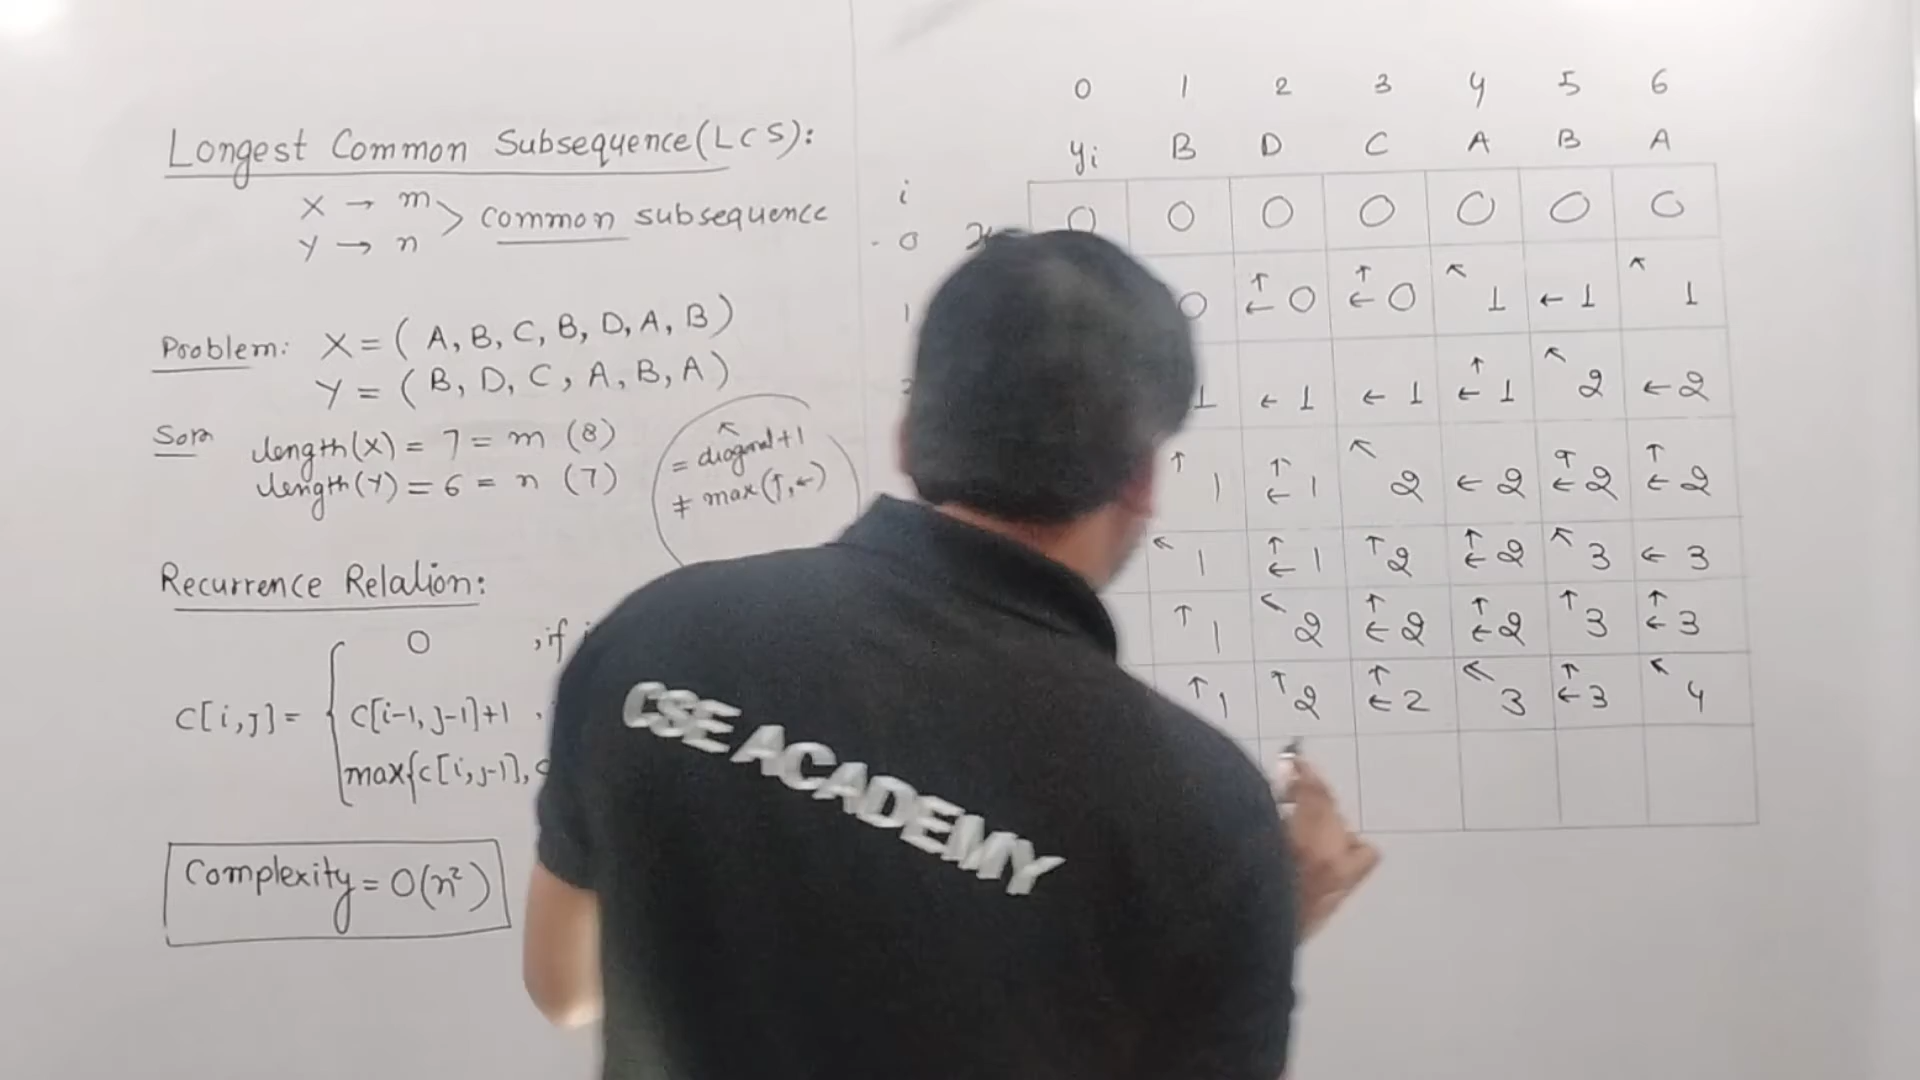 Longest Common Subsequence (LCS):
X → m
Y → n
> common subsequence
Problem: X = ( A, B, C, B, D, A, B )
Y = ( B, D, C, A, B, A )
Soln length(X) = 7 = m (8)
length(Y) = 6 = n (7)
↖
= diagonal+1
≠ max(↑,←)
Recurrence Relation:
0 , if
c[i,j] = { c[i-1, j-1]+1 ,
max{c[i,j-1], c
Complexity = O(n²)
0 1 2 3 4 5 6
yi B D C A B A
i
0 0 0 0 0 0 0 0
1 0 ↑← 0 ↑← 0 ↖ 1 ← 1 ↖ 1
1 ← 1 ← 1 ↑← 1 ↖ 2 ← 2
↑ 1 ↑← 1 ↖ 2 ← 2 ↑← 2 ↑← 2
↖ 1 ↑← 1 ↑ 2 ↑← 2 ↖ 3 ← 3
↑ 1 ↖ 2 ↑← 2 ↑← 2 ↑ 3 ↑← 3
↑ 1 ↑ 2 ↑← 2 ↖ 3 ↑← 3 ↖ 4
CSE ACADEMY